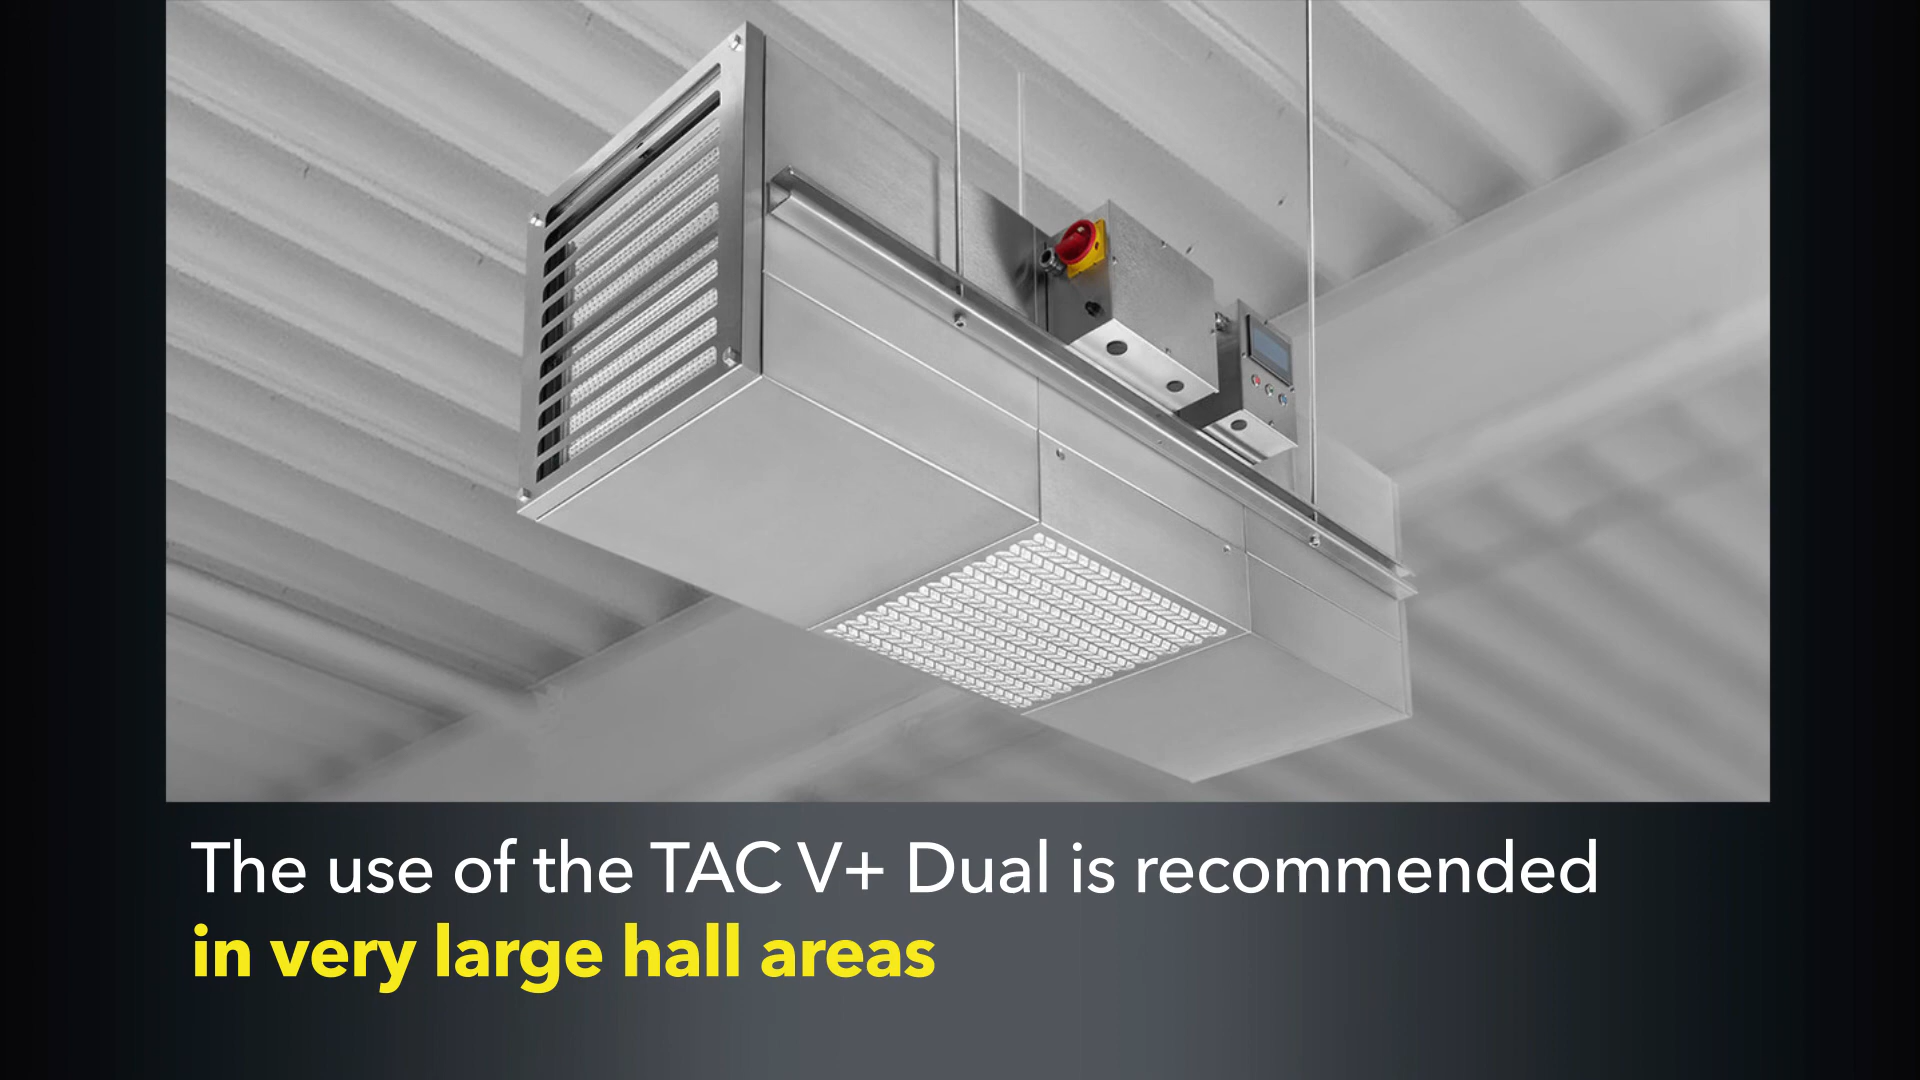 The use of the TAC V+ Dual is recommended
in very large hall areas